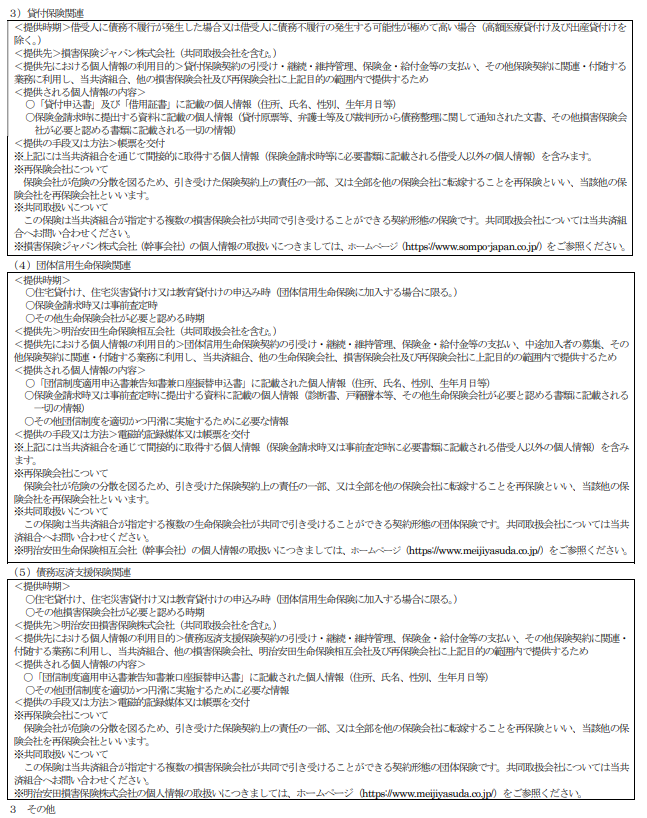 ３）貸付保険関連
＜提供時期＞借受人に債務不履行が発生した場合又は借受人に債務不履行の発生する可能性が極めて高い場合（高額医療貸付け及び出産貸付けを
除く。）
＜提供先＞損害保険ジャパン株式会社（共同取扱会社を含む。）
＜提供先における個人情報の利用目的＞貸付保険契約の引受け・継続・維持管理、保険金・給付金等の支払い、その他保険契約に関連・付随する
業務に利用し、当共済組合、他の損害保険会社及び再保険会社に上記目的の範囲内で提供するため
＜提供される個人情報の内容＞
○「貸付申込書」及び「借用証書」に記載の個人情報（住所、氏名、性別、生年月日等）
○保険金請求時に提出する資料に記載の個人情報（貸付原票等、弁護士等及び裁判所から債務整理に関して通知された文書、その他損害保険会
社が必要と認める書類に記載される一切の情報）
＜提供の手段又は方法＞帳票を交付
※上記には当共済組合を通じて間接的に取得する個人情報（保険金請求時等に必要書類に記載される借受人以外の個人情報）を含みます。
※再保険会社について
保険会社が危険の分散を図るため、引き受けた保険契約上の責任の一部、又は全部を他の保険会社に転嫁することを再保険といい、当該他の保
険会社を再保険会社といいます。
※共同取扱いについて
この保険は当共済組合が指定する複数の損害保険会社が共同で引き受けることができる契約形態の保険です。共同取扱会社については当共済組
合へお問い合わせください。
※損害保険ジャパン株式会社（幹事会社）の個人情報の取扱いにつきましては、ホームページ（https://www.sompo-japan.co.jp/）をご参照ください。
（４）団体信用生命保険関連
＜提供時期＞
○住宅貸付け、住宅災害貸付け又は教育貸付けの申込み時（団体信用生命保険に加入する場合に限る。）
○保険金請求時又は事前査定時
○その他生命保険会社が必要と認める時期
＜提供先＞明治安田生命保険相互会社（共同取扱会社を含む。）
＜提供先における個人情報の利用目的＞団体信用生命保険契約の引受け・継続・維持管理、保険金・給付金等の支払い、中途加入者の募集、その
他保険契約に関連・付随する業務に利用し、当共済組合、他の生命保険会社、損害保険会社及び再保険会社に上記目的の範囲内で提供するため
＜提供される個人情報の内容＞
○「団信制度適用申込書兼告知書兼口座振替申込書」に記載された個人情報（住所、氏名、性別、生年月日等）
○保険金請求時又は事前査定時に提出する資料に記載の個人情報（診断書、戸籍謄本等、その他生命保険会社が必要と認める書類に記載される
一切の情報）
○その他団信制度を適切かつ円滑に実施するために必要な情報
＜提供の手段又は方法＞電磁的記録媒体又は帳票を交付
※上記には当共済組合を通じて間接的に取得する個人情報（保険金請求時又は事前査定時に必要書類に記載される借受人以外の個人情報）を含み
ます。
※再保険会社について
保険会社が危険の分散を図るため、引き受けた保険契約上の責任の一部、又は全部を他の保険会社に転嫁することを再保険といい、当該他の保
険会社を再保険会社といいます。
※共同取扱いについて
この保険は当共済組合が指定する複数の生命保険会社が共同で引き受けることができる契約形態の団体保険です。共同取扱会社については当共
済組合へお問い合わせください。
※明治安田生命保険相互会社（幹事会社）の個人情報の取扱いにつきましては、ホームページ（https://www.meijiyasuda.co.jp/）をご参照ください。
（５）債務返済支援保険関連
＜提供時期＞
○住宅貸付け、住宅災害貸付け又は教育貸付けの申込み時（団体信用生命保険に加入する場合に限る。）
○その他損害保険会社が必要と認める時期
＜提供先＞明治安田損害保険株式会社（共同取扱会社を含む。）
＜提供先における個人情報の利用目的＞債務返済支援保険契約の引受け・継続・維持管理、保険金・給付金等の支払い、その他保険契約に関連・
付随する業務に利用し、当共済組合、他の損害保険会社、明治安田生命保険相互会社及び再保険会社に上記目的の範囲内で提供するため
＜提供される個人情報の内容＞
○「団信制度適用申込書兼告知書兼口座振替申込書」に記載された個人情報（住所、氏名、性別、生年月日等）
○その他団信制度を適切かつ円滑に実施するために必要な情報
＜提供の手段又は方法＞電磁的記録媒体又は帳票を交付
※再保険会社について
保険会社が危険の分散を図るため、引き受けた保険契約上の責任の一部、又は全部を他の保険会社に転嫁することを再保険といい、当該他の保
険会社を再保険会社といいます。
※共同取扱いについて
この保険は当共済組合が指定する複数の損害保険会社が共同で引き受けることができる契約形態の団体保険です。共同取扱会社については当共
済組合へお問い合わせください。
※明治安田損害保険株式会社の個人情報の取扱いにつきましては、ホームページ（https://www.meijiyasuda.co.jp/）をご参照ください。
３　その他